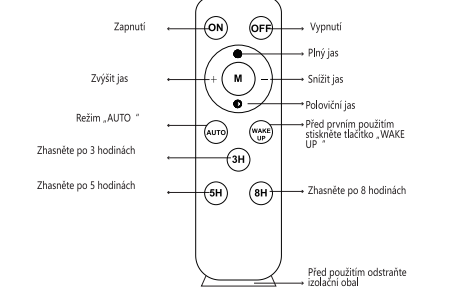 Zapnutí
ON
OFF
Vypnutí
Plný jas
Zvýšit jas
+
M
−
Snížit jas
Poloviční jas
Režim „AUTO “
AUTO
WAKE
UP
Před prvním použitím
stiskněte tlačítko „WAKE
UP “
Zhasněte po 3 hodinách
3H
Zhasněte po 5 hodinách
5H
8H
Zhasněte po 8 hodinách
Před použitím odstraňte
izolační obal